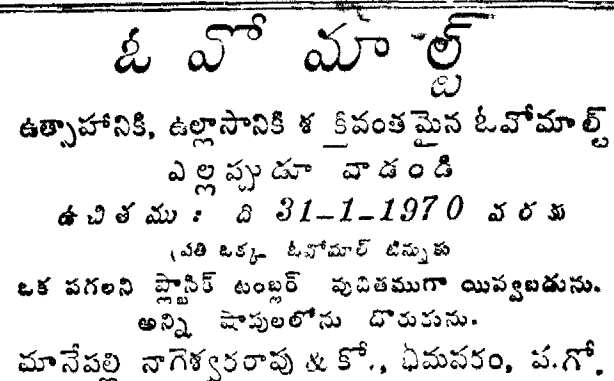 ఓవోమాల్ట్
ఉత్సాహానికి, ఉల్లాసానికి శక్తివంతమైన ఓవోమాల్ట్
ఎల్లప్పుడూ వాడండి
ఉచితము : ది 31-1-1970 వరకు
ప్రతి ఒక్క ఓవోమాల్ట్ టిన్నుకు
ఒక పగలని ప్లాస్టిక్ టంబ్లర్ వుచితముగా యివ్వబడును.
అన్ని షాపులలోను దొరుకును.
మానేపల్లి నాగేశ్వరరావు & కో., భీమవరం, ప.గో.